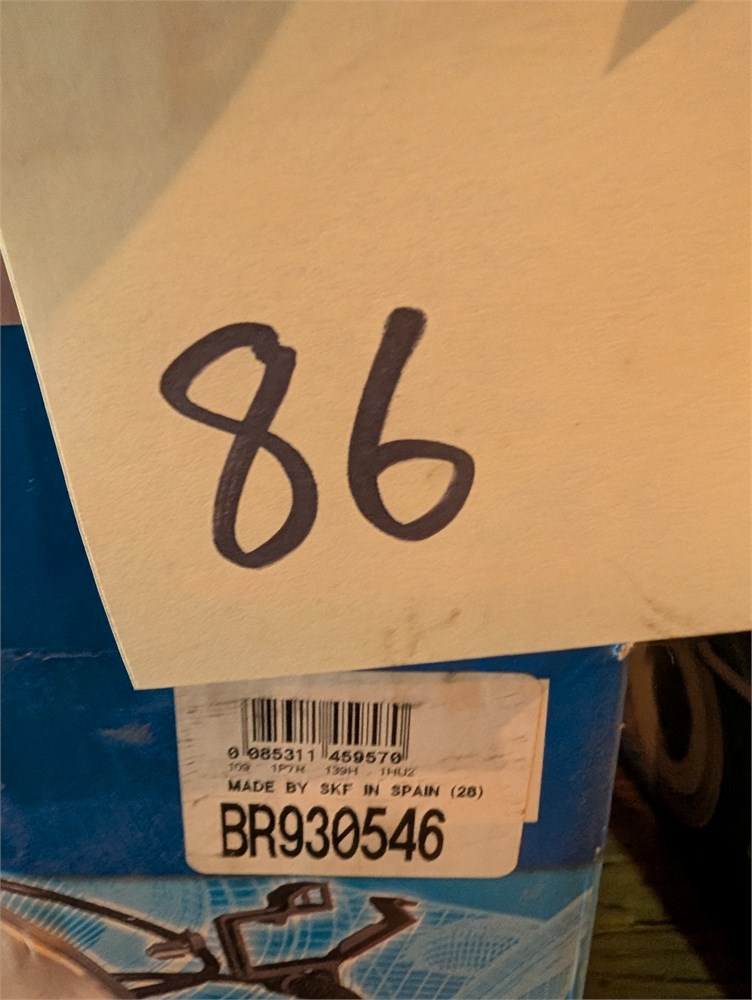 86
0 085311 459570
109 1P7H 139H 1HU2
MADE BY SKF IN SPAIN (28)
BR930546